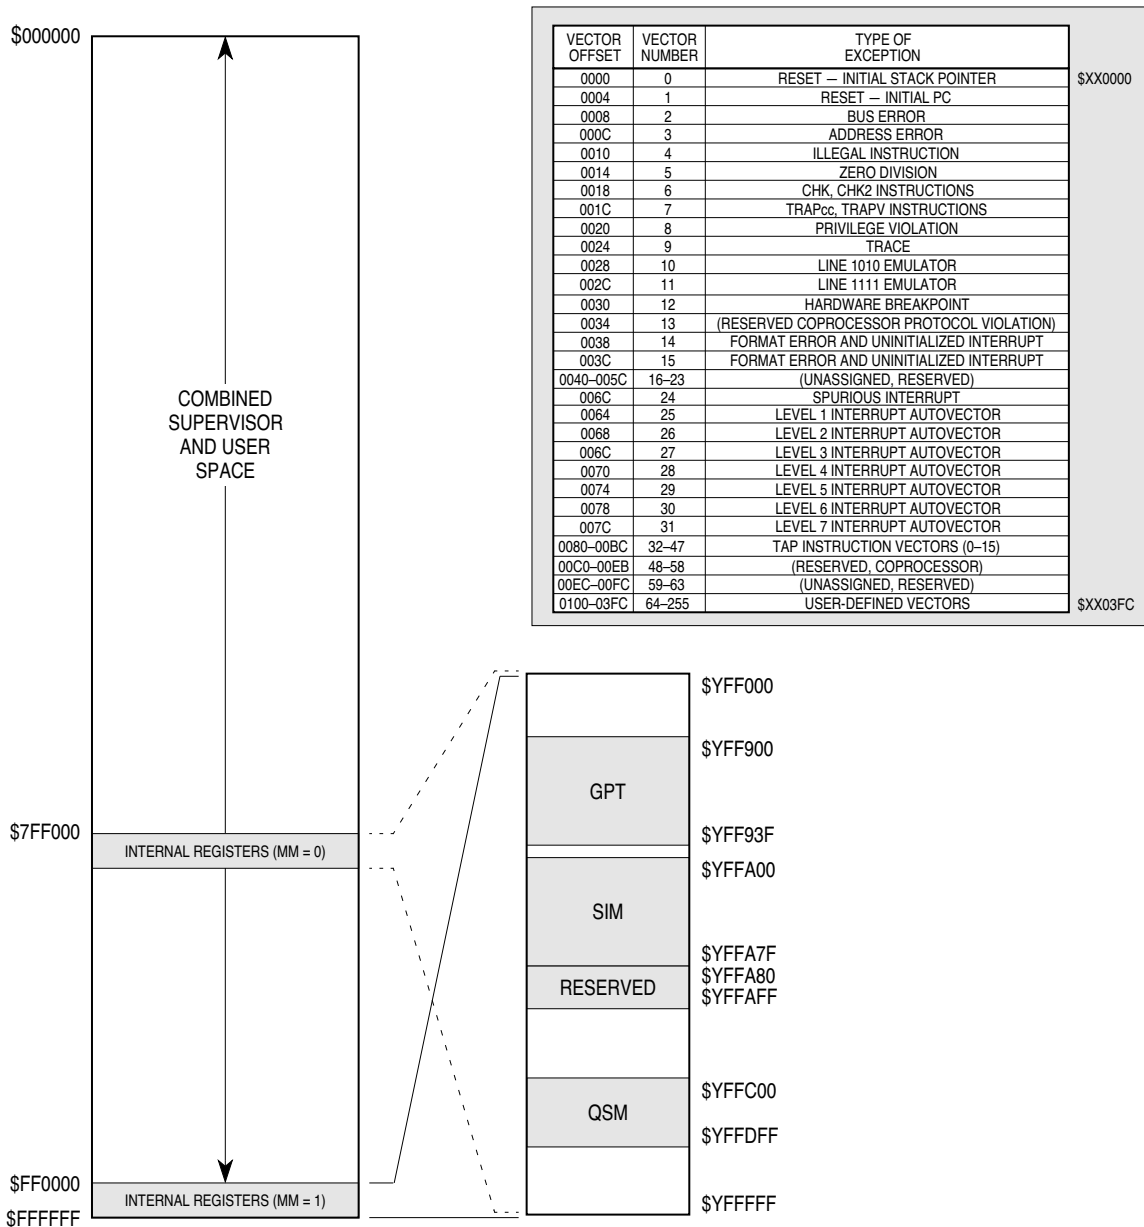 $000000
COMBINED
SUPERVISOR
AND USER
SPACE
$7FF000
INTERNAL REGISTERS (MM = 0)
$FF0000
INTERNAL REGISTERS (MM = 1)
$FFFFFF
VECTOR OFFSET VECTOR NUMBER TYPE OF EXCEPTION
0000 0 RESET — INITIAL STACK POINTER $XX0000
0004 1 RESET — INITIAL PC
0008 2 BUS ERROR
000C 3 ADDRESS ERROR
0010 4 ILLEGAL INSTRUCTION
0014 5 ZERO DIVISION
0018 6 CHK, CHK2 INSTRUCTIONS
001C 7 TRAPcc, TRAPV INSTRUCTIONS
0020 8 PRIVILEGE VIOLATION
0024 9 TRACE
0028 10 LINE 1010 EMULATOR
002C 11 LINE 1111 EMULATOR
0030 12 HARDWARE BREAKPOINT
0034 13 (RESERVED COPROCESSOR PROTOCOL VIOLATION)
0038 14 FORMAT ERROR AND UNINITIALIZED INTERRUPT
003C 15 FORMAT ERROR AND UNINITIALIZED INTERRUPT
0040–005C 16–23 (UNASSIGNED, RESERVED)
006C 24 SPURIOUS INTERRUPT
0064 25 LEVEL 1 INTERRUPT AUTOVECTOR
0068 26 LEVEL 2 INTERRUPT AUTOVECTOR
006C 27 LEVEL 3 INTERRUPT AUTOVECTOR
0070 28 LEVEL 4 INTERRUPT AUTOVECTOR
0074 29 LEVEL 5 INTERRUPT AUTOVECTOR
0078 30 LEVEL 6 INTERRUPT AUTOVECTOR
007C 31 LEVEL 7 INTERRUPT AUTOVECTOR
0080–00BC 32–47 TAP INSTRUCTION VECTORS (0–15)
00C0–00EB 48–58 (RESERVED, COPROCESSOR)
00EC–00FC 59–63 (UNASSIGNED, RESERVED)
0100–03FC 64–255 USER-DEFINED VECTORS $XX03FC
$YFF000
$YFF900
GPT
$YFF93F
$YFFA00
SIM
$YFFA7F
$YFFA80
RESERVED
$YFFAFF
$YFFC00
QSM
$YFFDFF
$YFFFFF